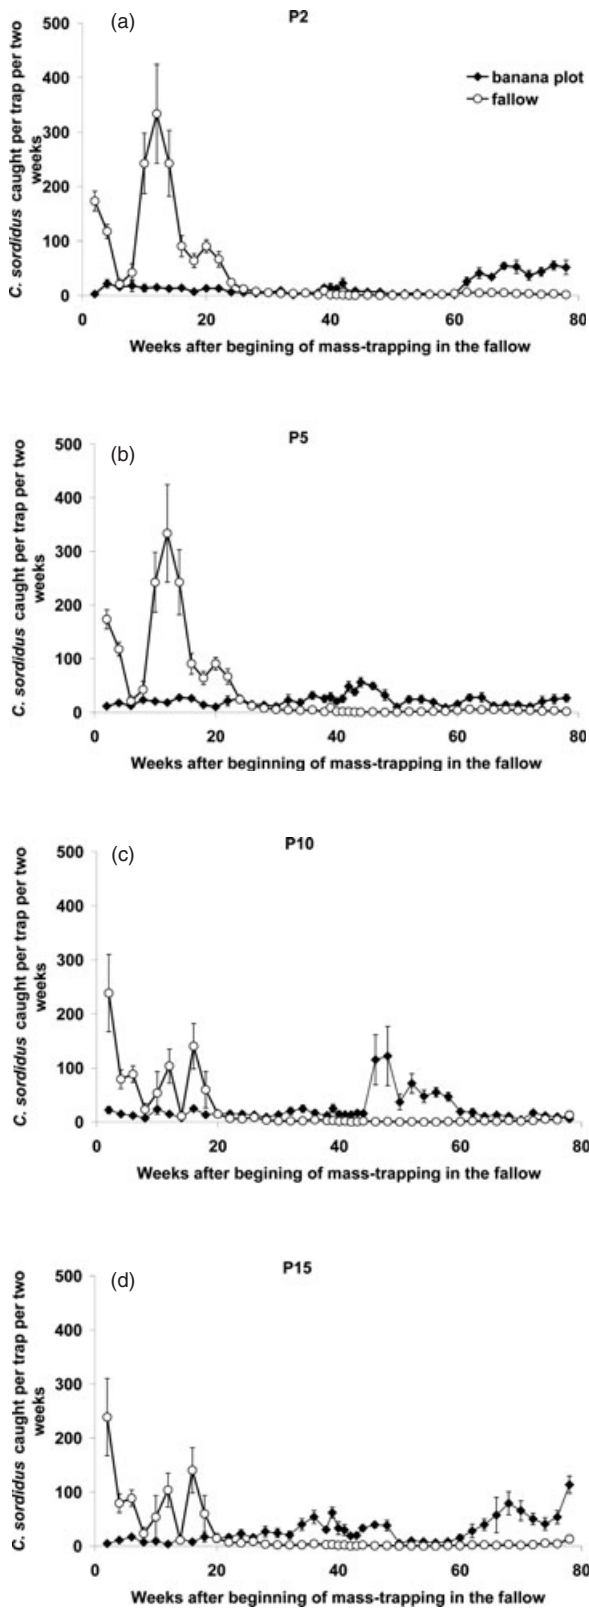 (a)
P2
500
400
300
200
100
0
C. sordidus caught per trap per two
weeks
banana plot
fallow
0 20 40 60 80
Weeks after begining of mass-trapping in the fallow
(b)
P5
500
400
300
200
100
0
C. sordidus caught per trap per two
weeks
0 20 40 60 80
Weeks after beginning of mass-trapping in the fallow
(c)
P10
500
400
300
200
100
0
C. sordidus caught per trap per two
weeks
0 20 40 60 80
Weeks after begining of mass-trapping in the fallow
(d)
P15
500
400
300
200
100
0
C. sordidus caught per trap per two
weeks
0 20 40 60 80
Weeks after beginning of mass-trapping in the fallow